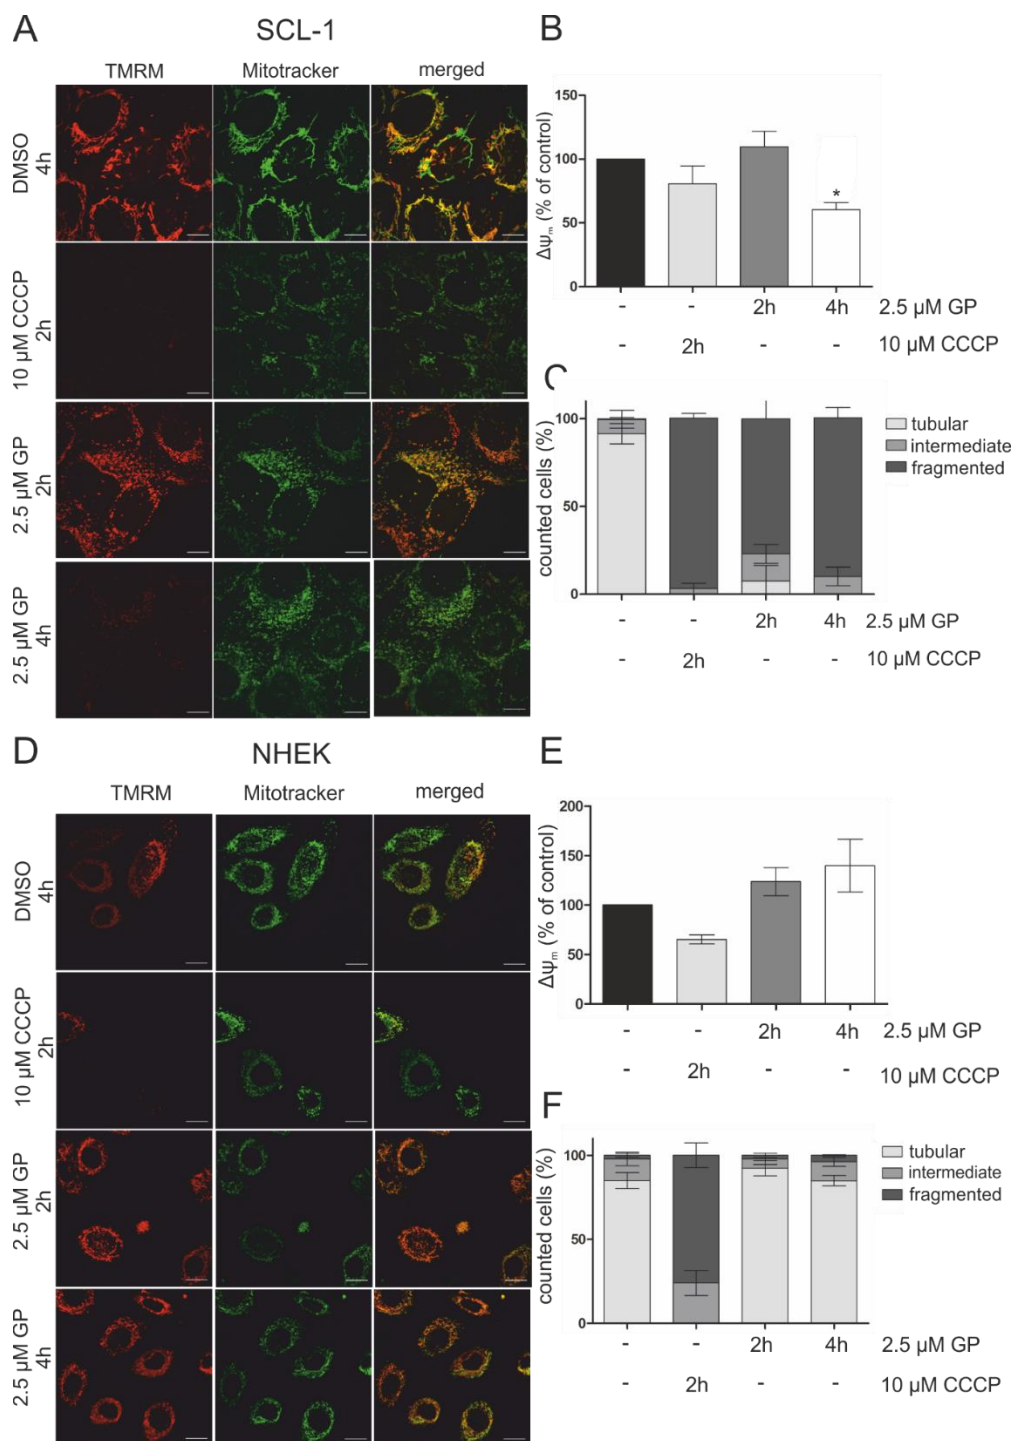 A
SCL-1
TMRM Mitotracker merged
DMSO
4h
10 µM CCCP
2h
2.5 µM GP
2h
2.5 µM GP
4h
B
Δψm (% of control)
150
100
50
0
*
- - 2h 4h 2.5 µM GP
- 2h - - 10 µM CCCP
C
counted cells (%)
100
50
0
tubular
intermediate
fragmented
- - 2h 4h 2.5 µM GP
- 2h - - 10 µM CCCP
D
NHEK
TMRM Mitotracker merged
DMSO
4h
10 µM CCCP
2h
2.5 µM GP
2h
2.5 µM GP
4h
E
Δψm (% of control)
200
150
100
50
0
- - 2h 4h 2.5 µM GP
- 2h - - 10 µM CCCP
F
counted cells (%)
100
50
0
tubular
intermediate
fragmented
- - 2h 4h 2.5 µM GP
- 2h - - 10 µM CCCP